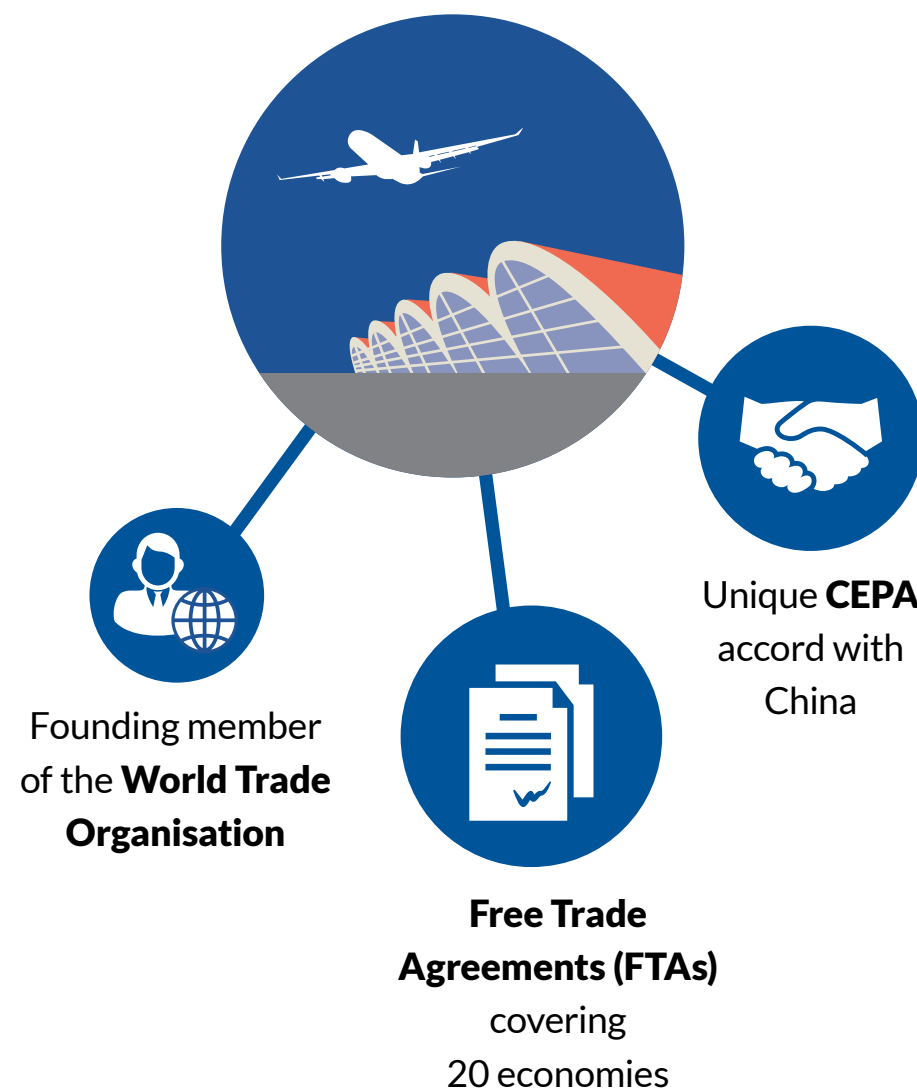 Founding member
of the World Trade
Organisation
Free Trade
Agreements (FTAs)
covering
20 economies
Unique CEPA
accord with
China